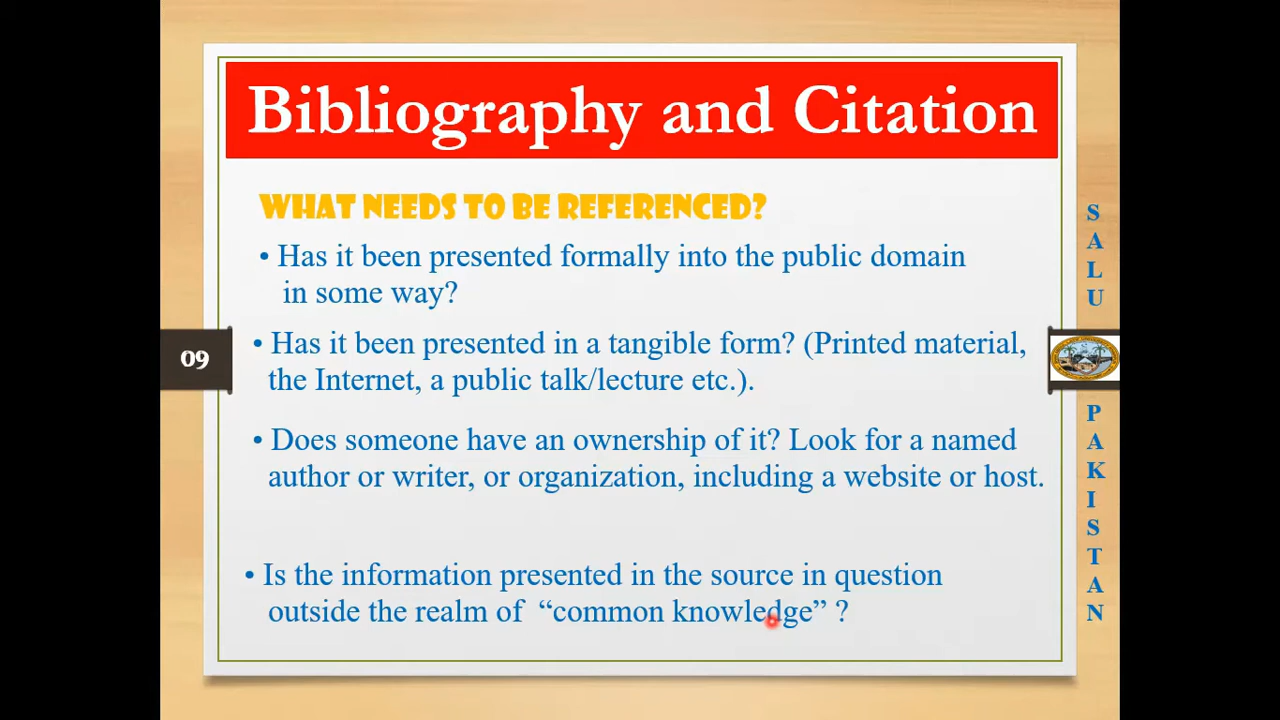 Bibliography and Citation
WHAT NEEDS TO BE REFERENCED?
• Has it been presented formally into the public domain
in some way?
• Has it been presented in a tangible form? (Printed material,
the Internet, a public talk/lecture etc.).
• Does someone have an ownership of it? Look for a named
author or writer, or organization, including a website or host.
• Is the information presented in the source in question
outside the realm of “common knowledge” ?
09
SALU
PAKISTAN